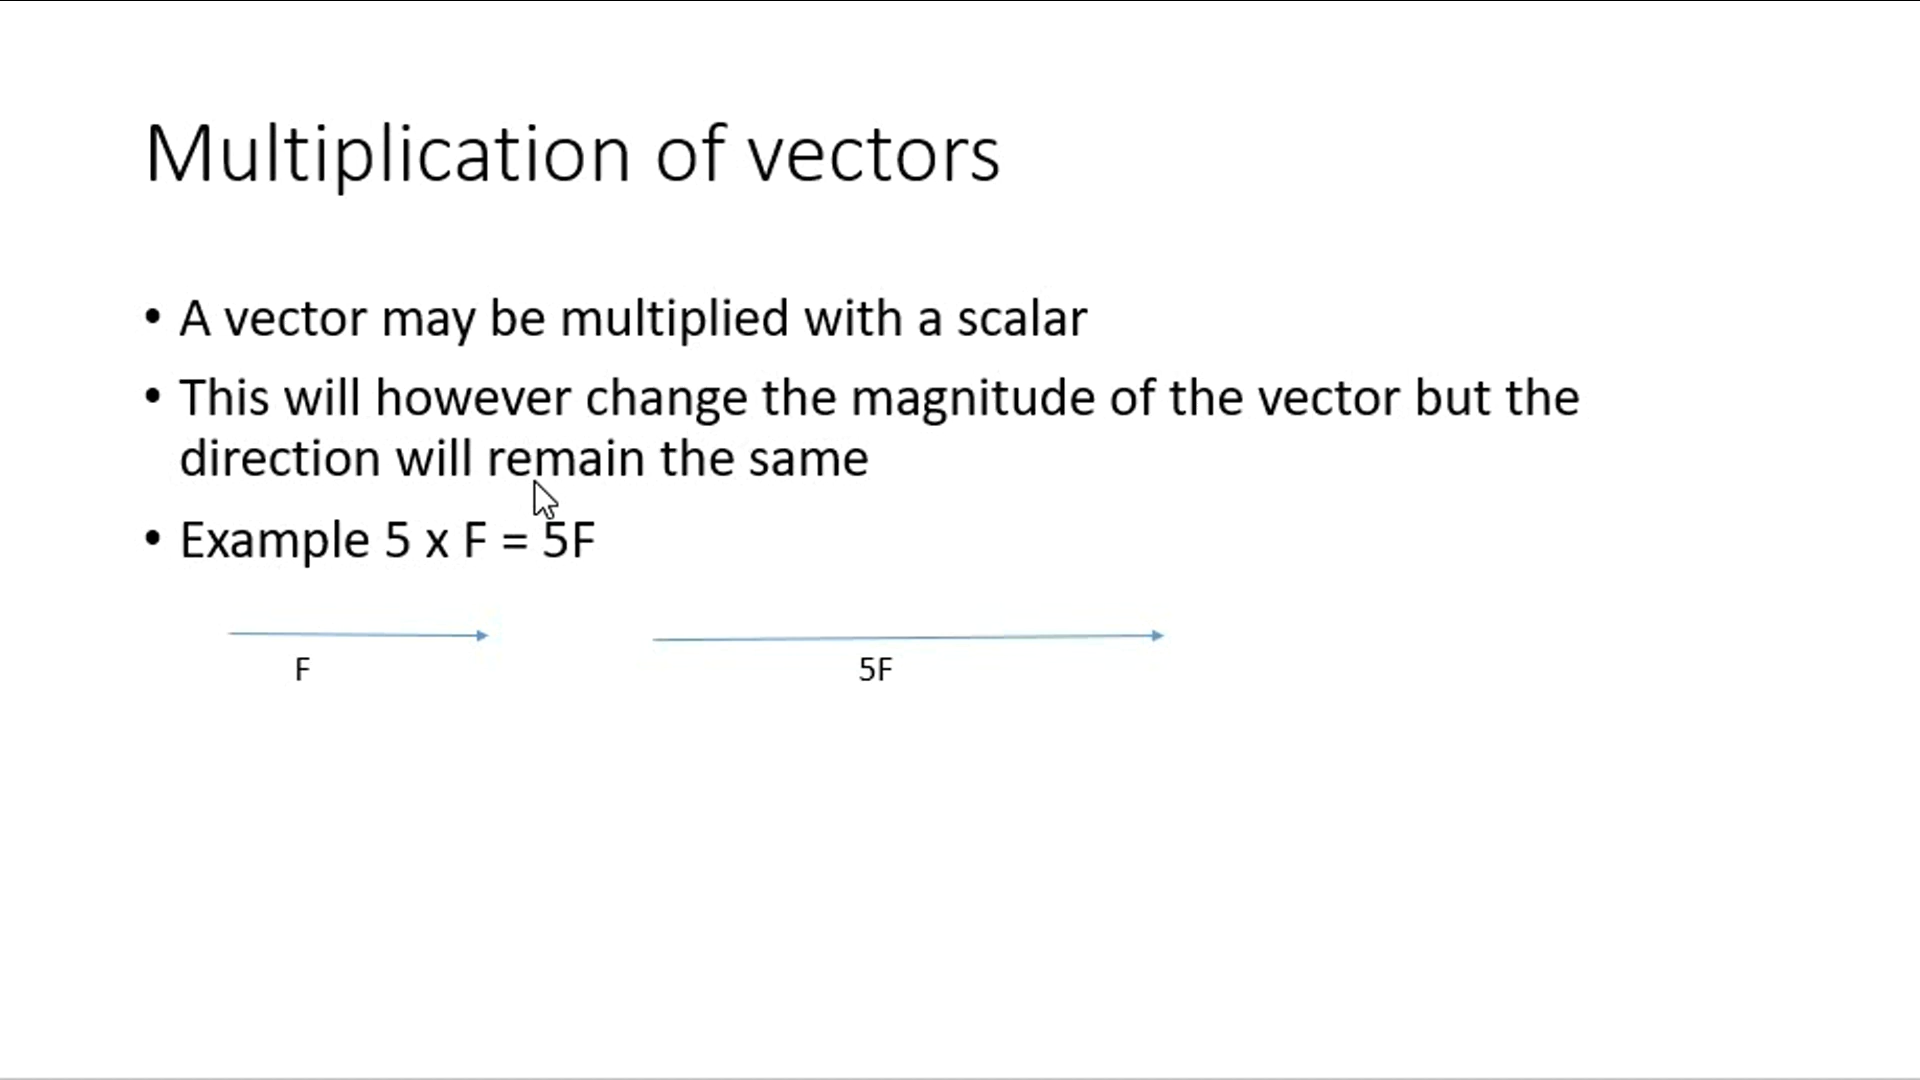 Multiplication of vectors
• A vector may be multiplied with a scalar
• This will however change the magnitude of the vector but the
direction will remain the same
• Example 5 x F = 5F
F 5F